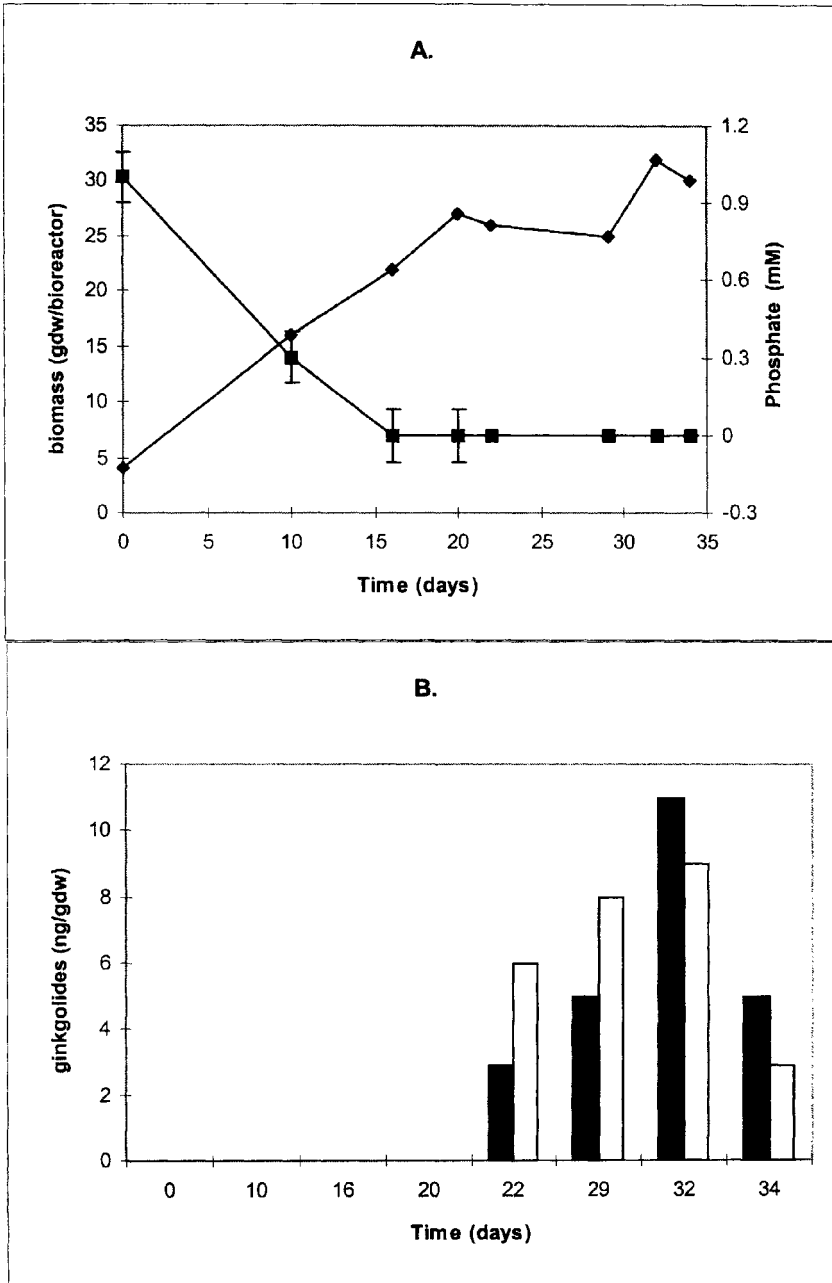 A.
35
30
25
20
15
10
5
0
biomass (gdw/bioreactor)
1.2
0.9
0.6
0.3
0
-0.3
Phosphate (mM)
0 5 10 15 20 25 30 35
Time (days)
B.
12
10
8
6
4
2
0
ginkgolides (ng/gdw)
0 10 16 20 22 29 32 34
Time (days)